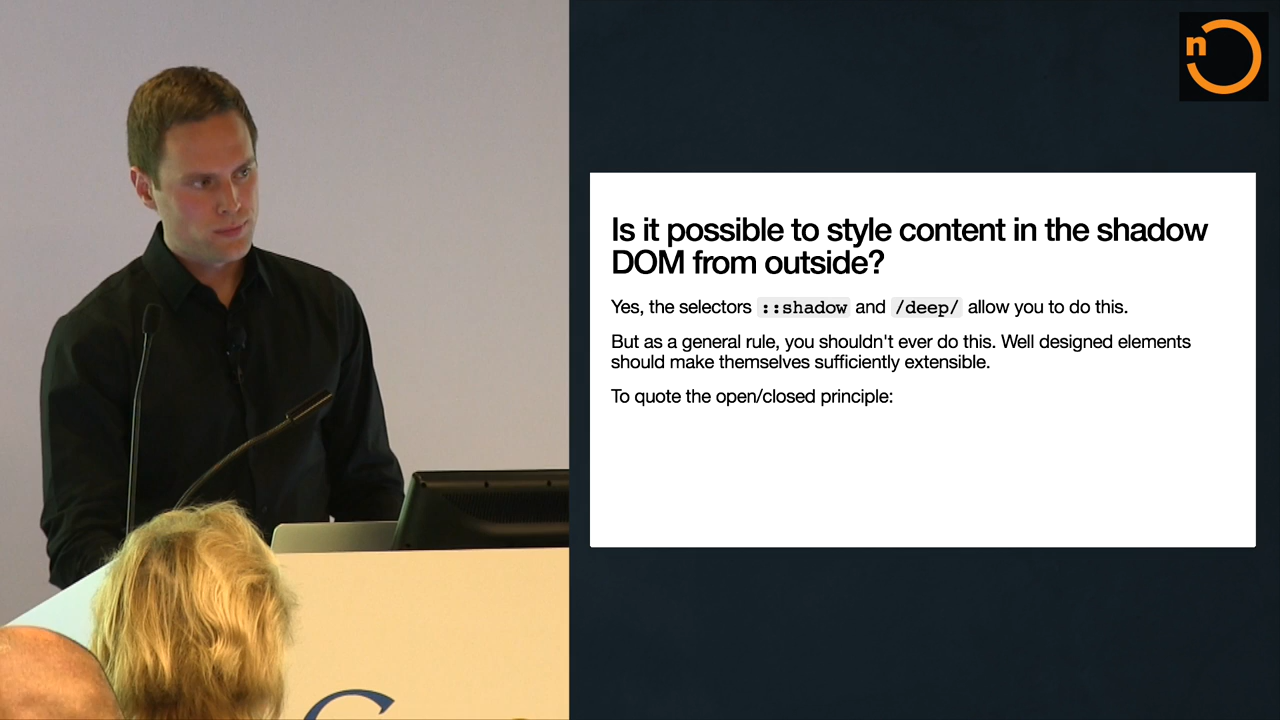 n
Is it possible to style content in the shadow
DOM from outside?
Yes, the selectors ::shadow and /deep/ allow you to do this.
But as a general rule, you shouldn't ever do this. Well designed elements
should make themselves sufficiently extensible.
To quote the open/closed principle: